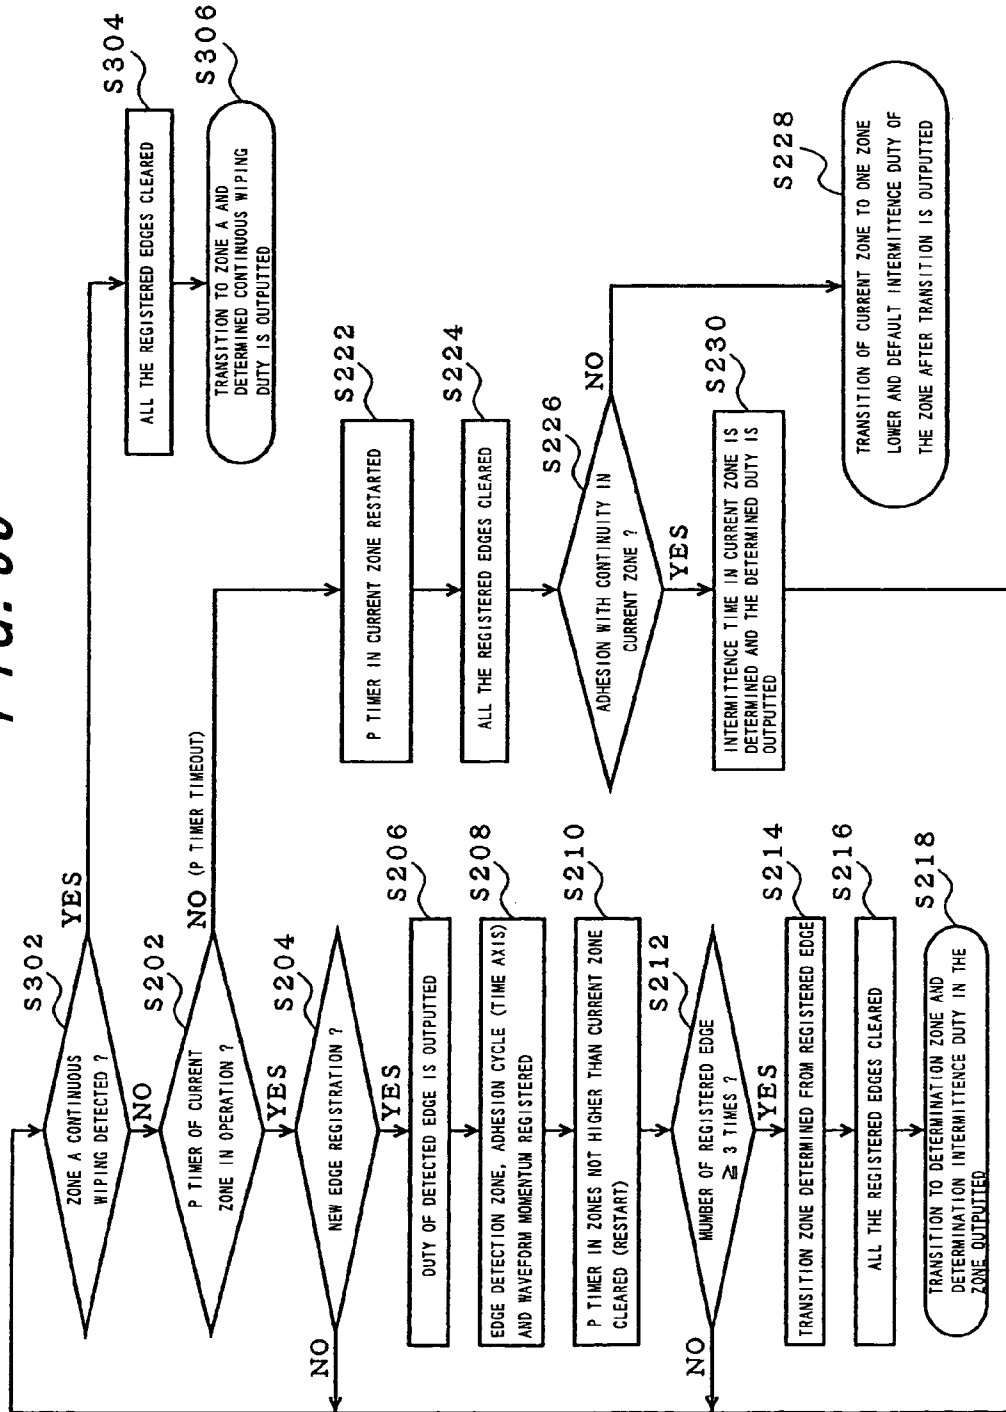 S302
ZONE A CONTINUOUS
WIPING DETECTED ?
YES
NO
S304
ALL THE REGISTERED EDGES CLEARED
S306
TRANSITION TO ZONE A AND
DETERMINED CONTINUOUS WIPING
DUTY IS OUTPUTTED
S202
P TIMER OF CURRENT
ZONE IN OPERATION ?
NO (P TIMER TIMEOUT)
YES
S204
NEW EDGE REGISTRATION ?
NO
YES
S206
DUTY OF DETECTED EDGE IS OUTPUTTED
S208
EDGE DETECTION ZONE, ADHESION CYCLE (TIME AXIS)
AND WAVEFORM MOMENTUM REGISTERED
S210
P TIMER IN ZONES NOT HIGHER THAN CURRENT ZONE
CLEARED (RESTART)
S212
MUMBER OF REGISTERED EDGE
≧ 3 TIMES ?
NO
YES
S214
TRANSITION ZONE DETERMINED FROM REGISTERED EDGE
S216
ALL THE REGISTERED EDGES CLEARED
S218
TRANSITION TO DETERMINATION ZONE AND
DETERMINATION INTERMITTENCE DUTY IN THE
ZONE OUTPUTTED
S222
P TIMER IN CURRENT ZONE RESTARTED
S224
ALL THE REGISTERED EDGES CLEARED
S226
ADHESION WITH CONTINUITY IN
CURRENT ZONE ?
NO
YES
S230
INTERMITTENCE TIME IN CURRENT ZONE IS
DETERMINED AND THE DETERMINED DUTY IS
OUTPUTTED
S228
TRANSITION OF CURRENT ZONE TO ONE ZONE
LOWER AND DEFAULT INTERMITTENCE DUTY OF
THE ZONE AFTER TRANSITION IS OUTPUTTED